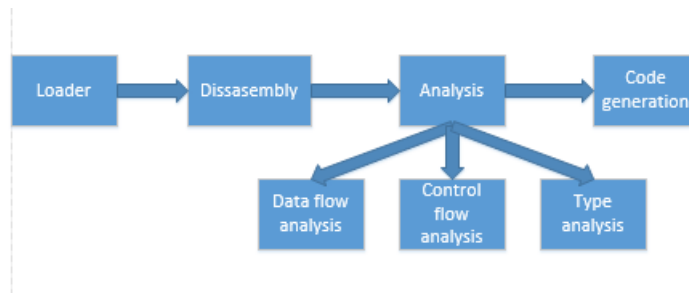 Loader
Dissasembly
Analysis
Code
generation
Data flow
analysis
Control
flow
analysis
Type
analysis